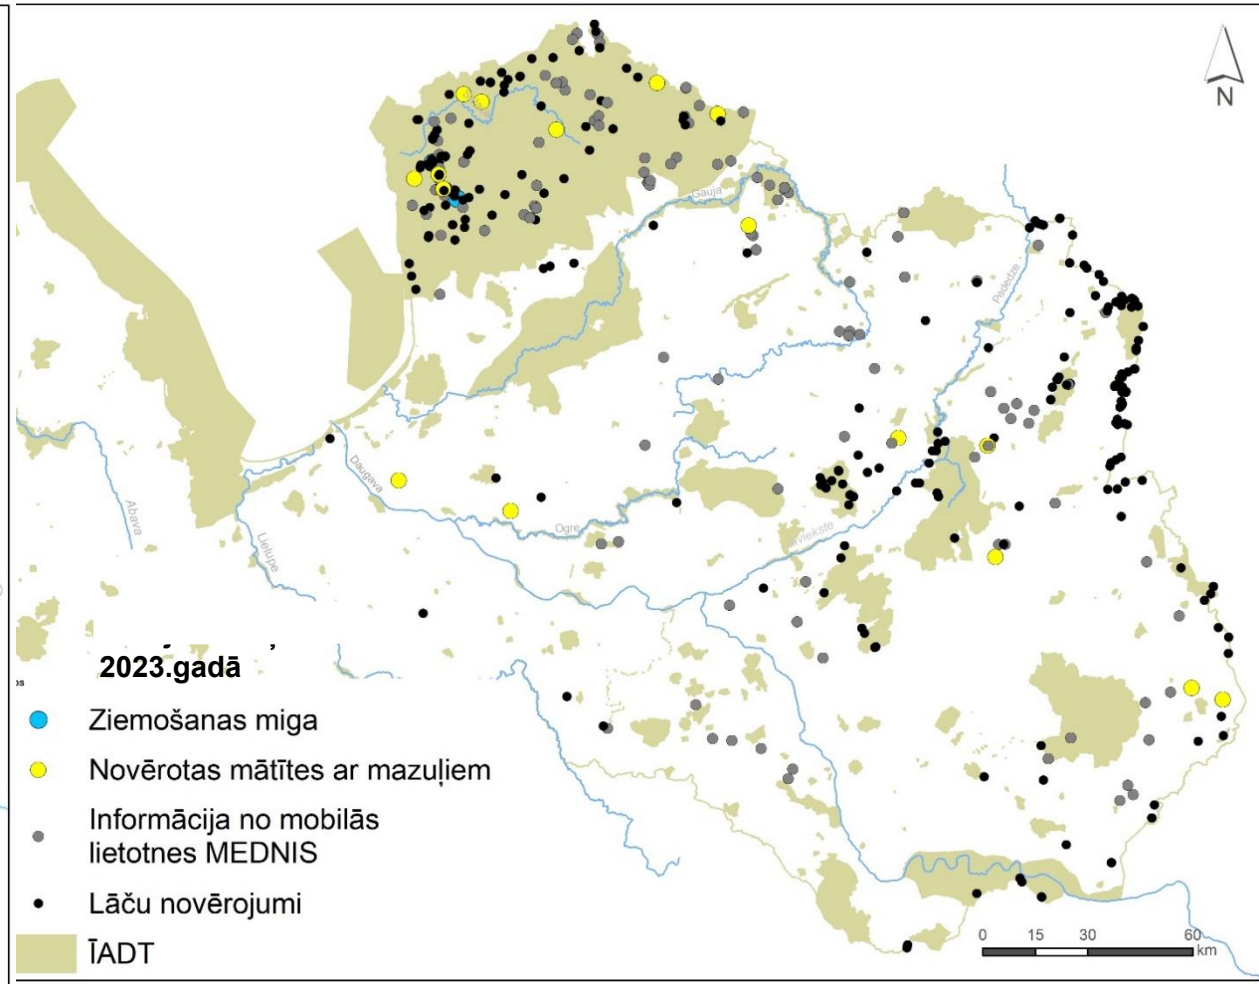 N
Gauja
Pededze
Daugava
Abava
Lielupe
Ogre
2023.gadā
Ziemošanas miga
Novērotas mātītes ar mazuļiem
Informācija no mobilās
lietotnes MEDNIS
Lāču novērojumi
ĪADT
0 15 30 60
km